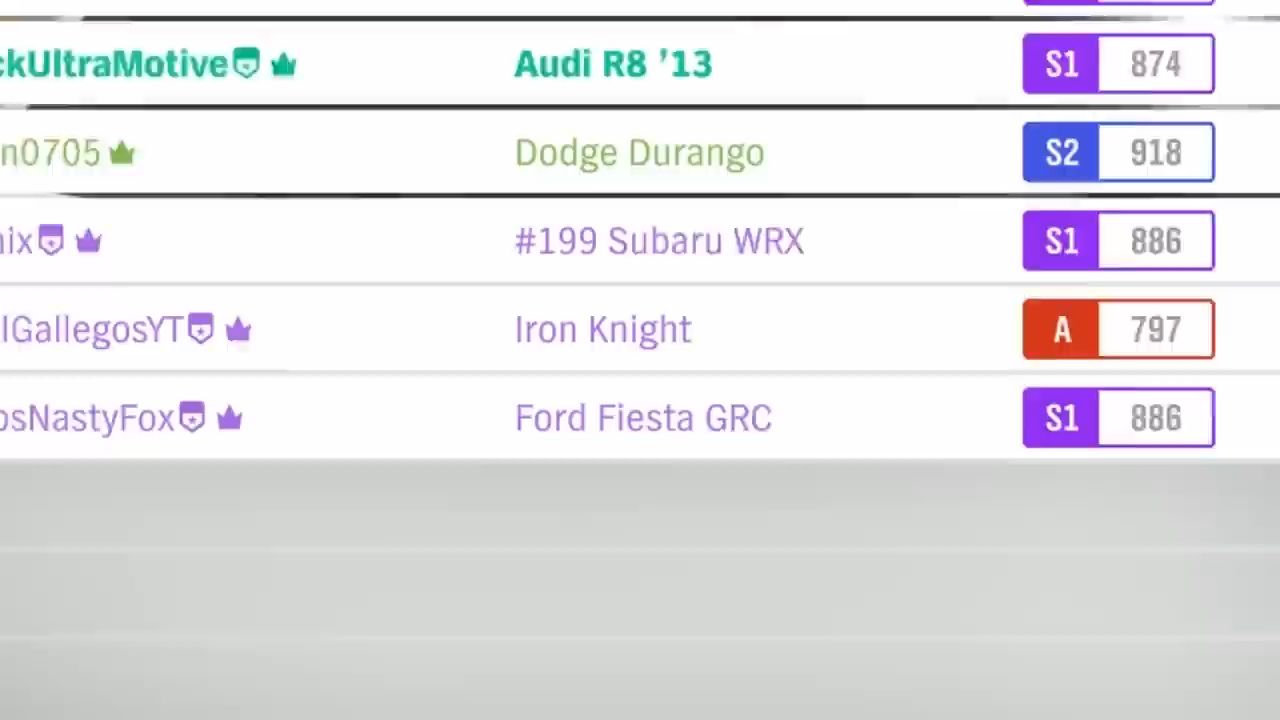 ckUltraMotive Audi R8 ’13 S1 874
n0705 Dodge Durango S2 918
nix #199 Subaru WRX S1 886
lGallegosYT Iron Knight A 797
osNastyFox Ford Fiesta GRC S1 886